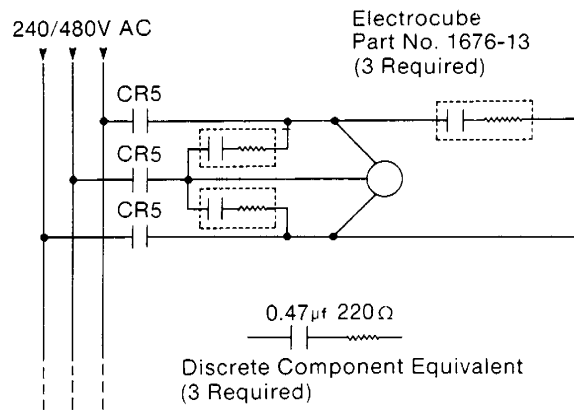 240/480V AC
Electrocube
Part No. 1676-13
(3 Required)
CR5
CR5
CR5
0.47µf 220Ω
Discrete Component Equivalent
(3 Required)